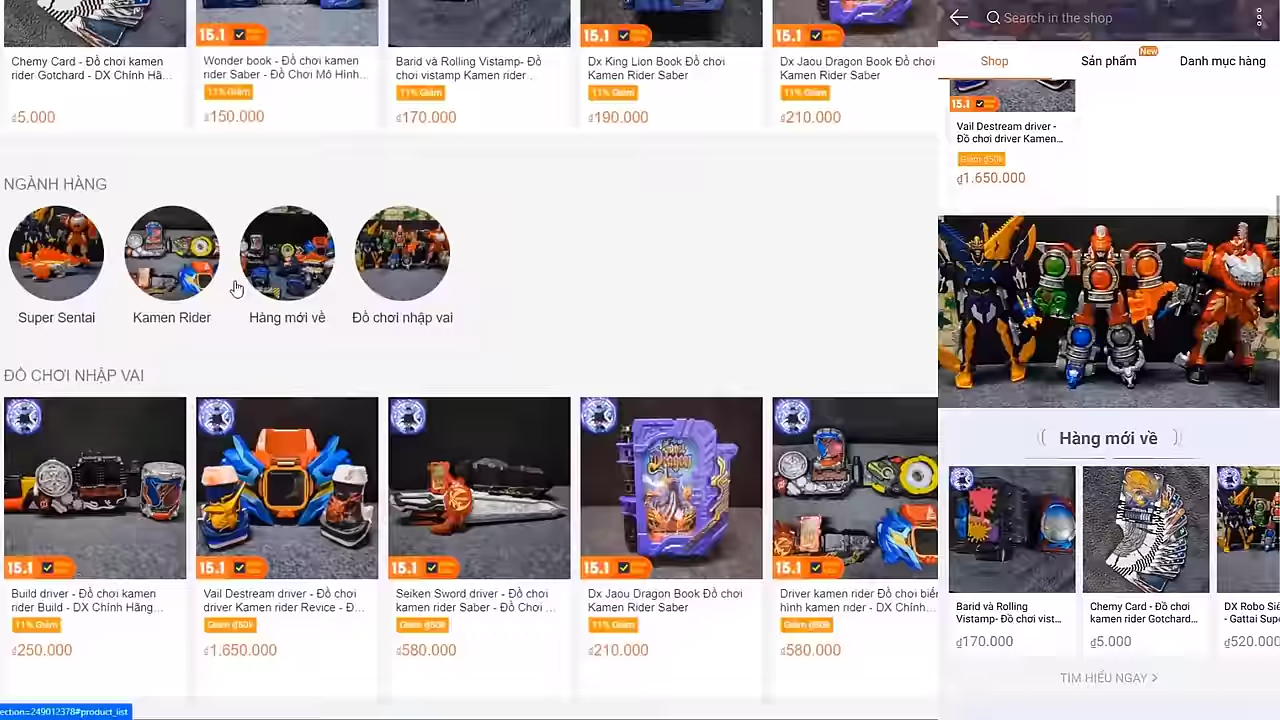 15.1
15.1
15.1
Chemy Card - Đồ chơi kamen
rider Gotchard - DX Chính Hã...
₫5.000
Wonder book - Đồ chơi kamen
rider Saber - Đồ Chơi Mô Hình...
11% Giảm
₫150.000
Barid và Rolling Vistamp- Đồ
chơi vistamp Kamen rider
11% Giảm
₫170.000
Dx King Lion Book Đồ chơi
Kamen Rider Saber
11% Giảm
₫190.000
Dx Jaou Dragon Book Đồ chơi
Kamen Rider Saber
11% Giảm
₫210.000
NGÀNH HÀNG
Super Sentai
Kamen Rider
Hàng mới về
Đồ chơi nhập vai
ĐỒ CHƠI NHẬP VAI
15.1
15.1
15.1
15.1
15.1
Build driver - Đồ chơi kamen
rider Build - DX Chính Hãng...
11% Giảm
₫250.000
Vail Destream driver - Đồ chơi
driver Kamen rider Revice - Đ...
Giảm ₫50k
₫1.650.000
Seiken Sword driver - Đồ chơi
kamen rider Saber - Đồ Chơi ...
Giảm ₫50k
₫580.000
Dx Jaou Dragon Book Đồ chơi
Kamen Rider Saber
11% Giảm
₫210.000
Driver kamen rider Đồ chơi biến
hình kamen rider - DX Chính...
Giảm ₫50k
₫580.000
ection=249012378#product_list
Search in the shop
Shop
Sản phẩm
New
Danh mục hàng
15.1
Vail Destream driver -
Đồ chơi driver Kamen...
Giảm ₫50k
₫1.650.000
Hàng mới về
Barid và Rolling
Vistamp- Đồ chơi vist...
₫170.000
Chemy Card - Đồ chơi
kamen rider Gotchard...
₫5.000
DX Robo
- Gattai
₫520.000
TÌM HIỂU NGAY >